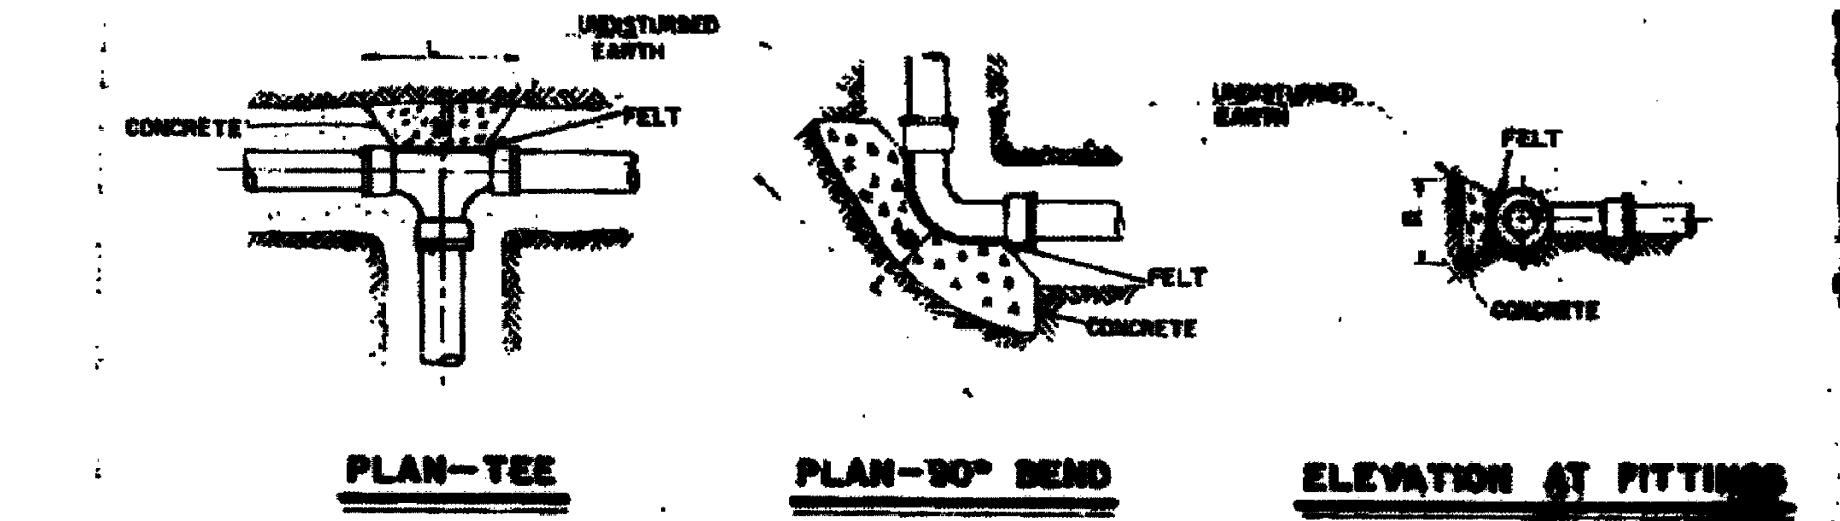 UNDISTURBED
EARTH
L
CONCRETE
FELT
PLAN-TEE
FELT
CONCRETE
PLAN-90° BEND
UNDISTURBED
EARTH
FELT
CONCRETE
ELEVATION AT FITTINGS